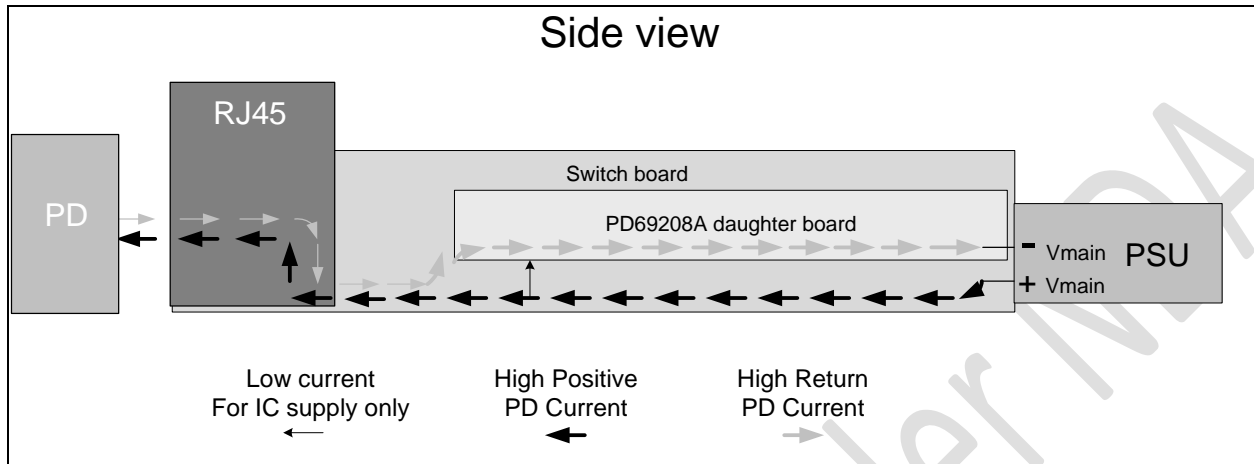 Side view
RJ45
Switch board
PD
PD69208A daughter board
- Vmain
PSU
+ Vmain
Low current
For IC supply only
High Positive
PD Current
High Return
PD Current